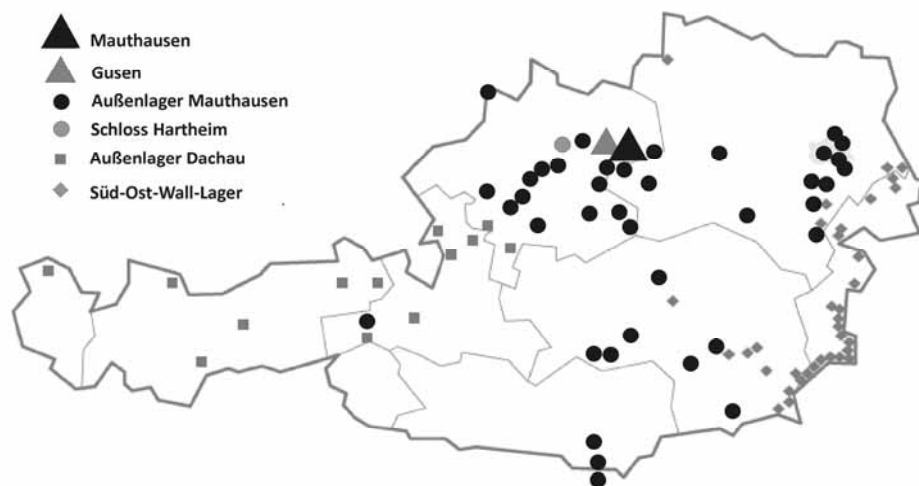 Mauthausen
Gusen
Außenlager Mauthausen
Schloss Hartheim
Außenlager Dachau
Süd-Ost-Wall-Lager